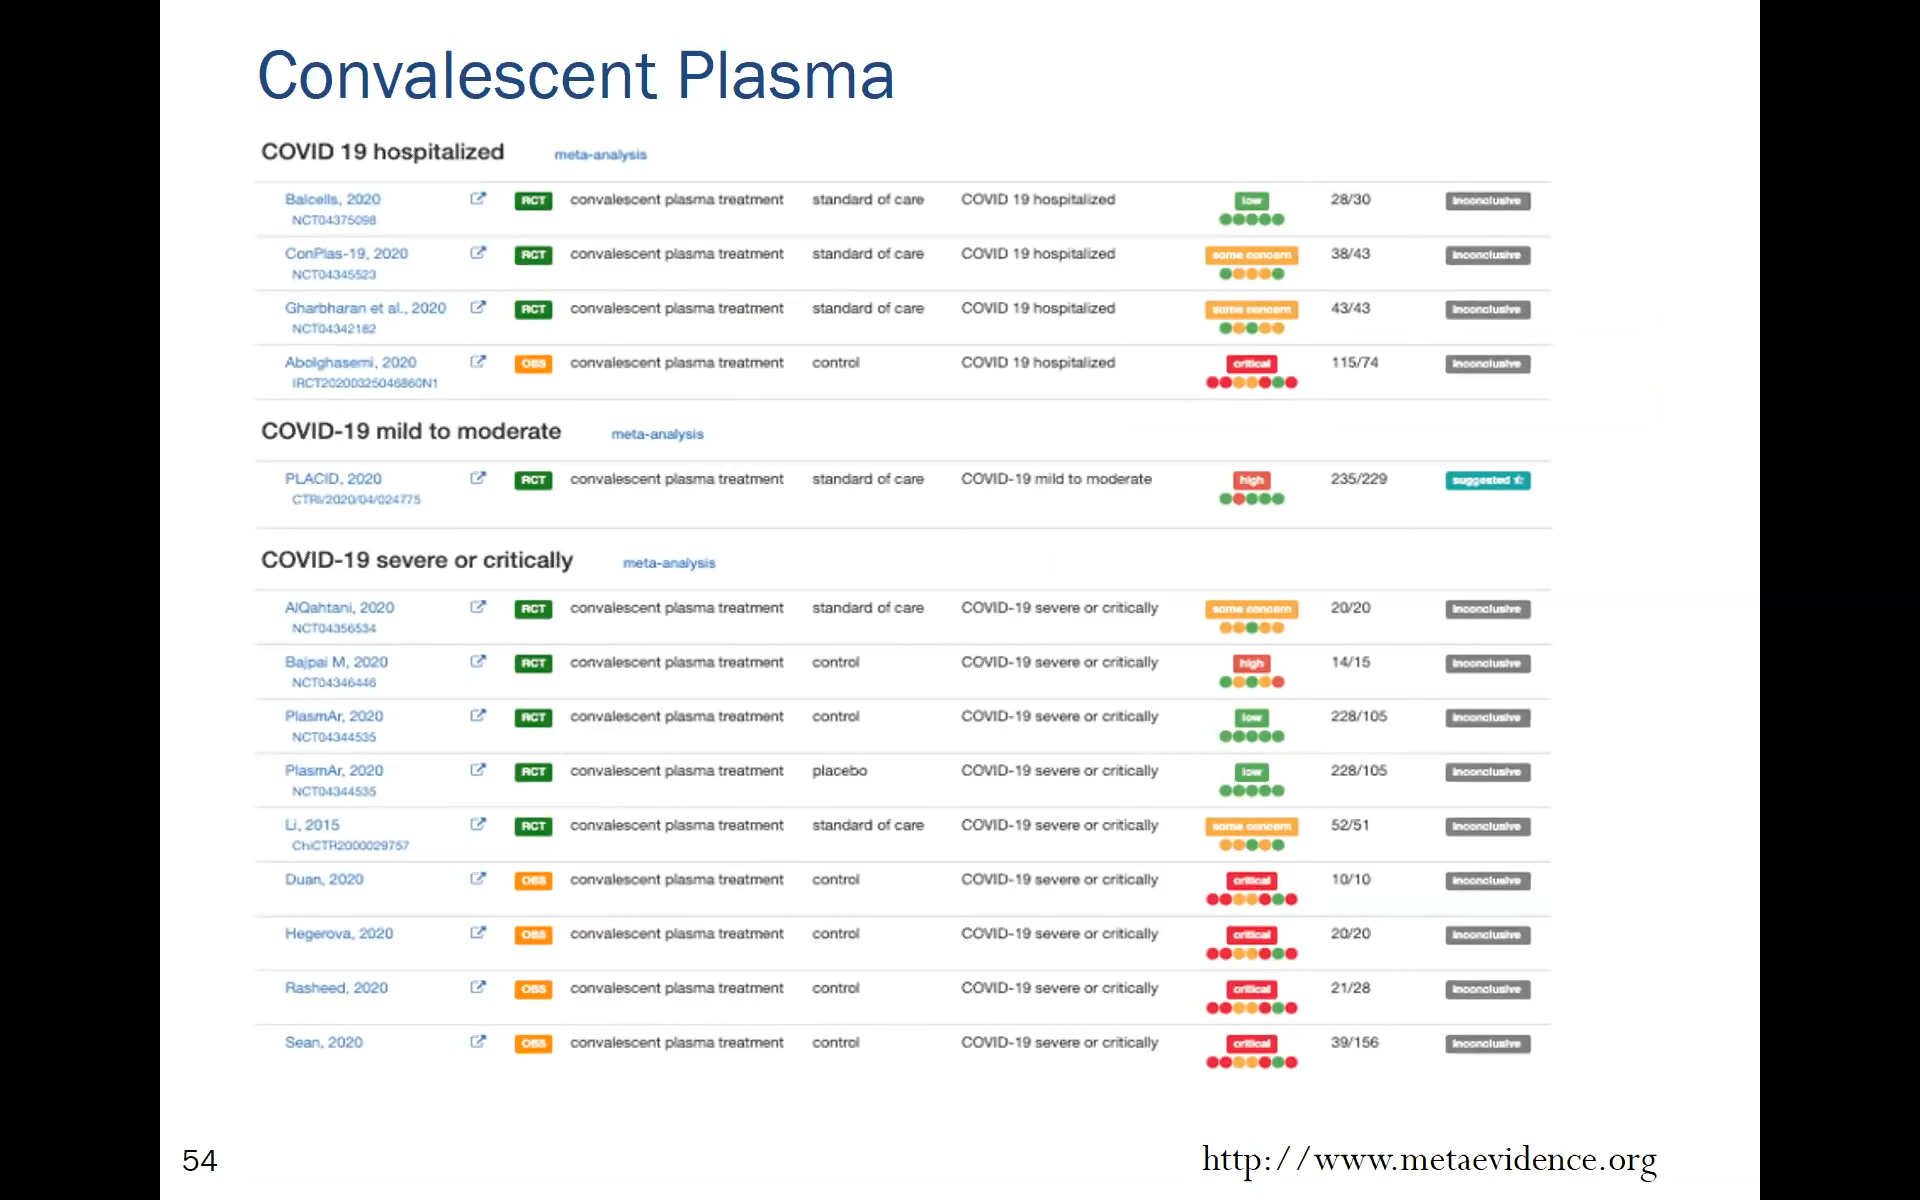 Convalescent Plasma
COVID 19 hospitalized meta-analysis
Balcells, 2020 RCT convalescent plasma treatment standard of care COVID 19 hospitalized low 28/30 inconclusive
NCT04375098
ConPlas-19, 2020 RCT convalescent plasma treatment standard of care COVID 19 hospitalized some concern 38/43 inconclusive
NCT04345523
Gharbharan et al., 2020 RCT convalescent plasma treatment standard of care COVID 19 hospitalized some concern 43/43 inconclusive
NCT04342182
Abolghasemi, 2020 OBS convalescent plasma treatment control COVID 19 hospitalized critical 115/74 inconclusive
IRCT20200325046860N1
COVID-19 mild to moderate meta-analysis
PLACID, 2020 RCT convalescent plasma treatment standard of care COVID-19 mild to moderate high 235/229 suggested
CTRI/2020/04/024775
COVID-19 severe or critically meta-analysis
AlQahtani, 2020 RCT convalescent plasma treatment standard of care COVID-19 severe or critically some concern 20/20 inconclusive
NCT04356534
Bajpai M, 2020 RCT convalescent plasma treatment control COVID-19 severe or critically high 14/15 inconclusive
NCT04346446
PlasmAr, 2020 RCT convalescent plasma treatment control COVID-19 severe or critically low 228/105 inconclusive
NCT04344535
PlasmAr, 2020 RCT convalescent plasma treatment placebo COVID-19 severe or critically low 228/105 inconclusive
NCT04344535
Li, 2015 RCT convalescent plasma treatment standard of care COVID-19 severe or critically some concern 52/51 inconclusive
ChiCTR2000029757
Duan, 2020 OBS convalescent plasma treatment control COVID-19 severe or critically critical 10/10 inconclusive
Hegerova, 2020 OBS convalescent plasma treatment control COVID-19 severe or critically critical 20/20 inconclusive
Rasheed, 2020 OBS convalescent plasma treatment control COVID-19 severe or critically critical 21/28 inconclusive
Sean, 2020 OBS convalescent plasma treatment control COVID-19 severe or critically critical 39/156 inconclusive
54 http://www.metaevidence.org